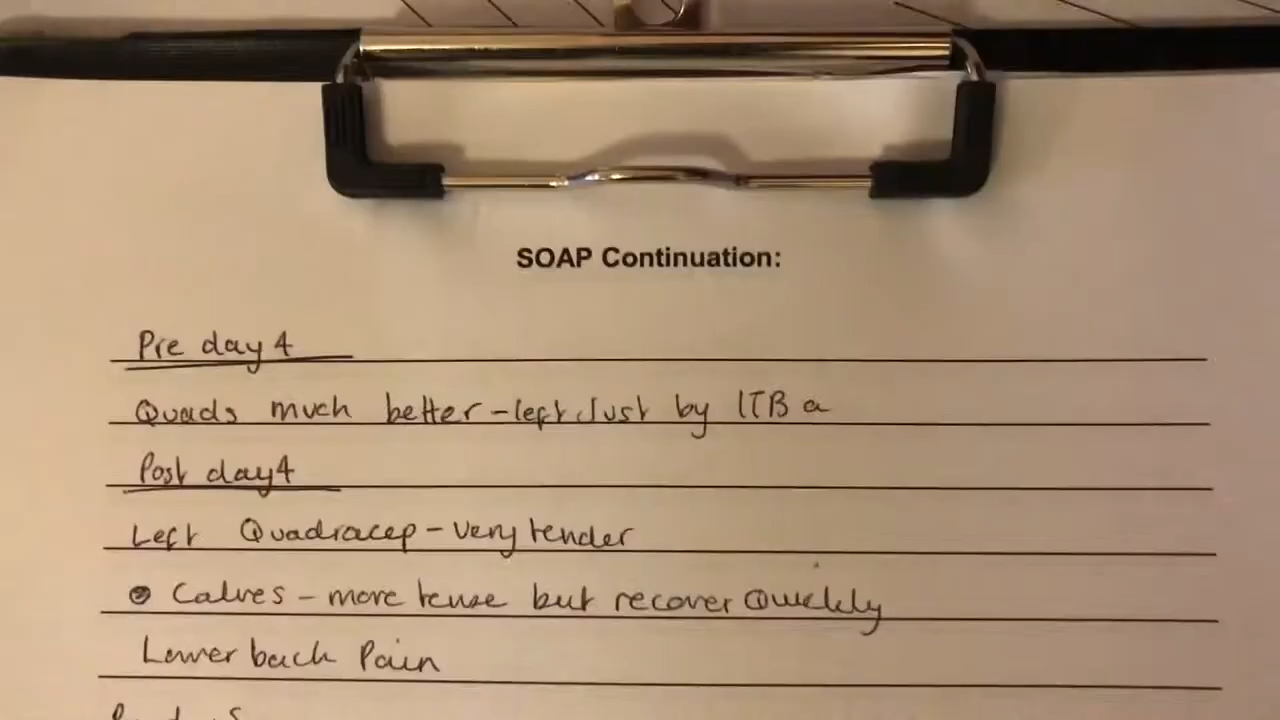 SOAP Continuation:
Pre day 4
Quads much better - left Just by ITB a
Post day 4
Left Quadracep - very tender
Calves - more tense but recover Quickly
Lower back Pain